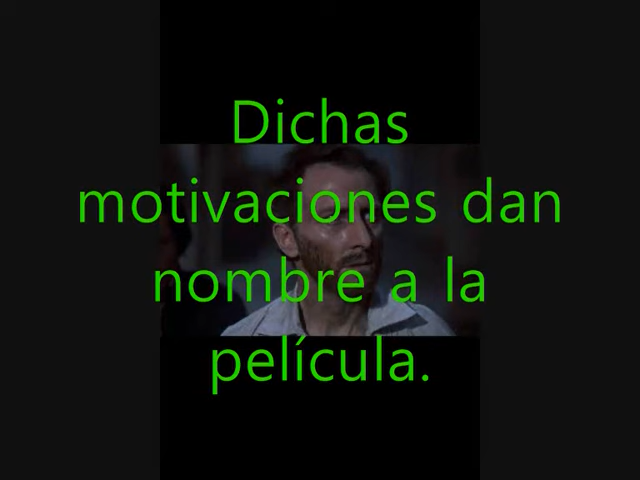 Dichas
motivaciones dan
nombre a la
película.